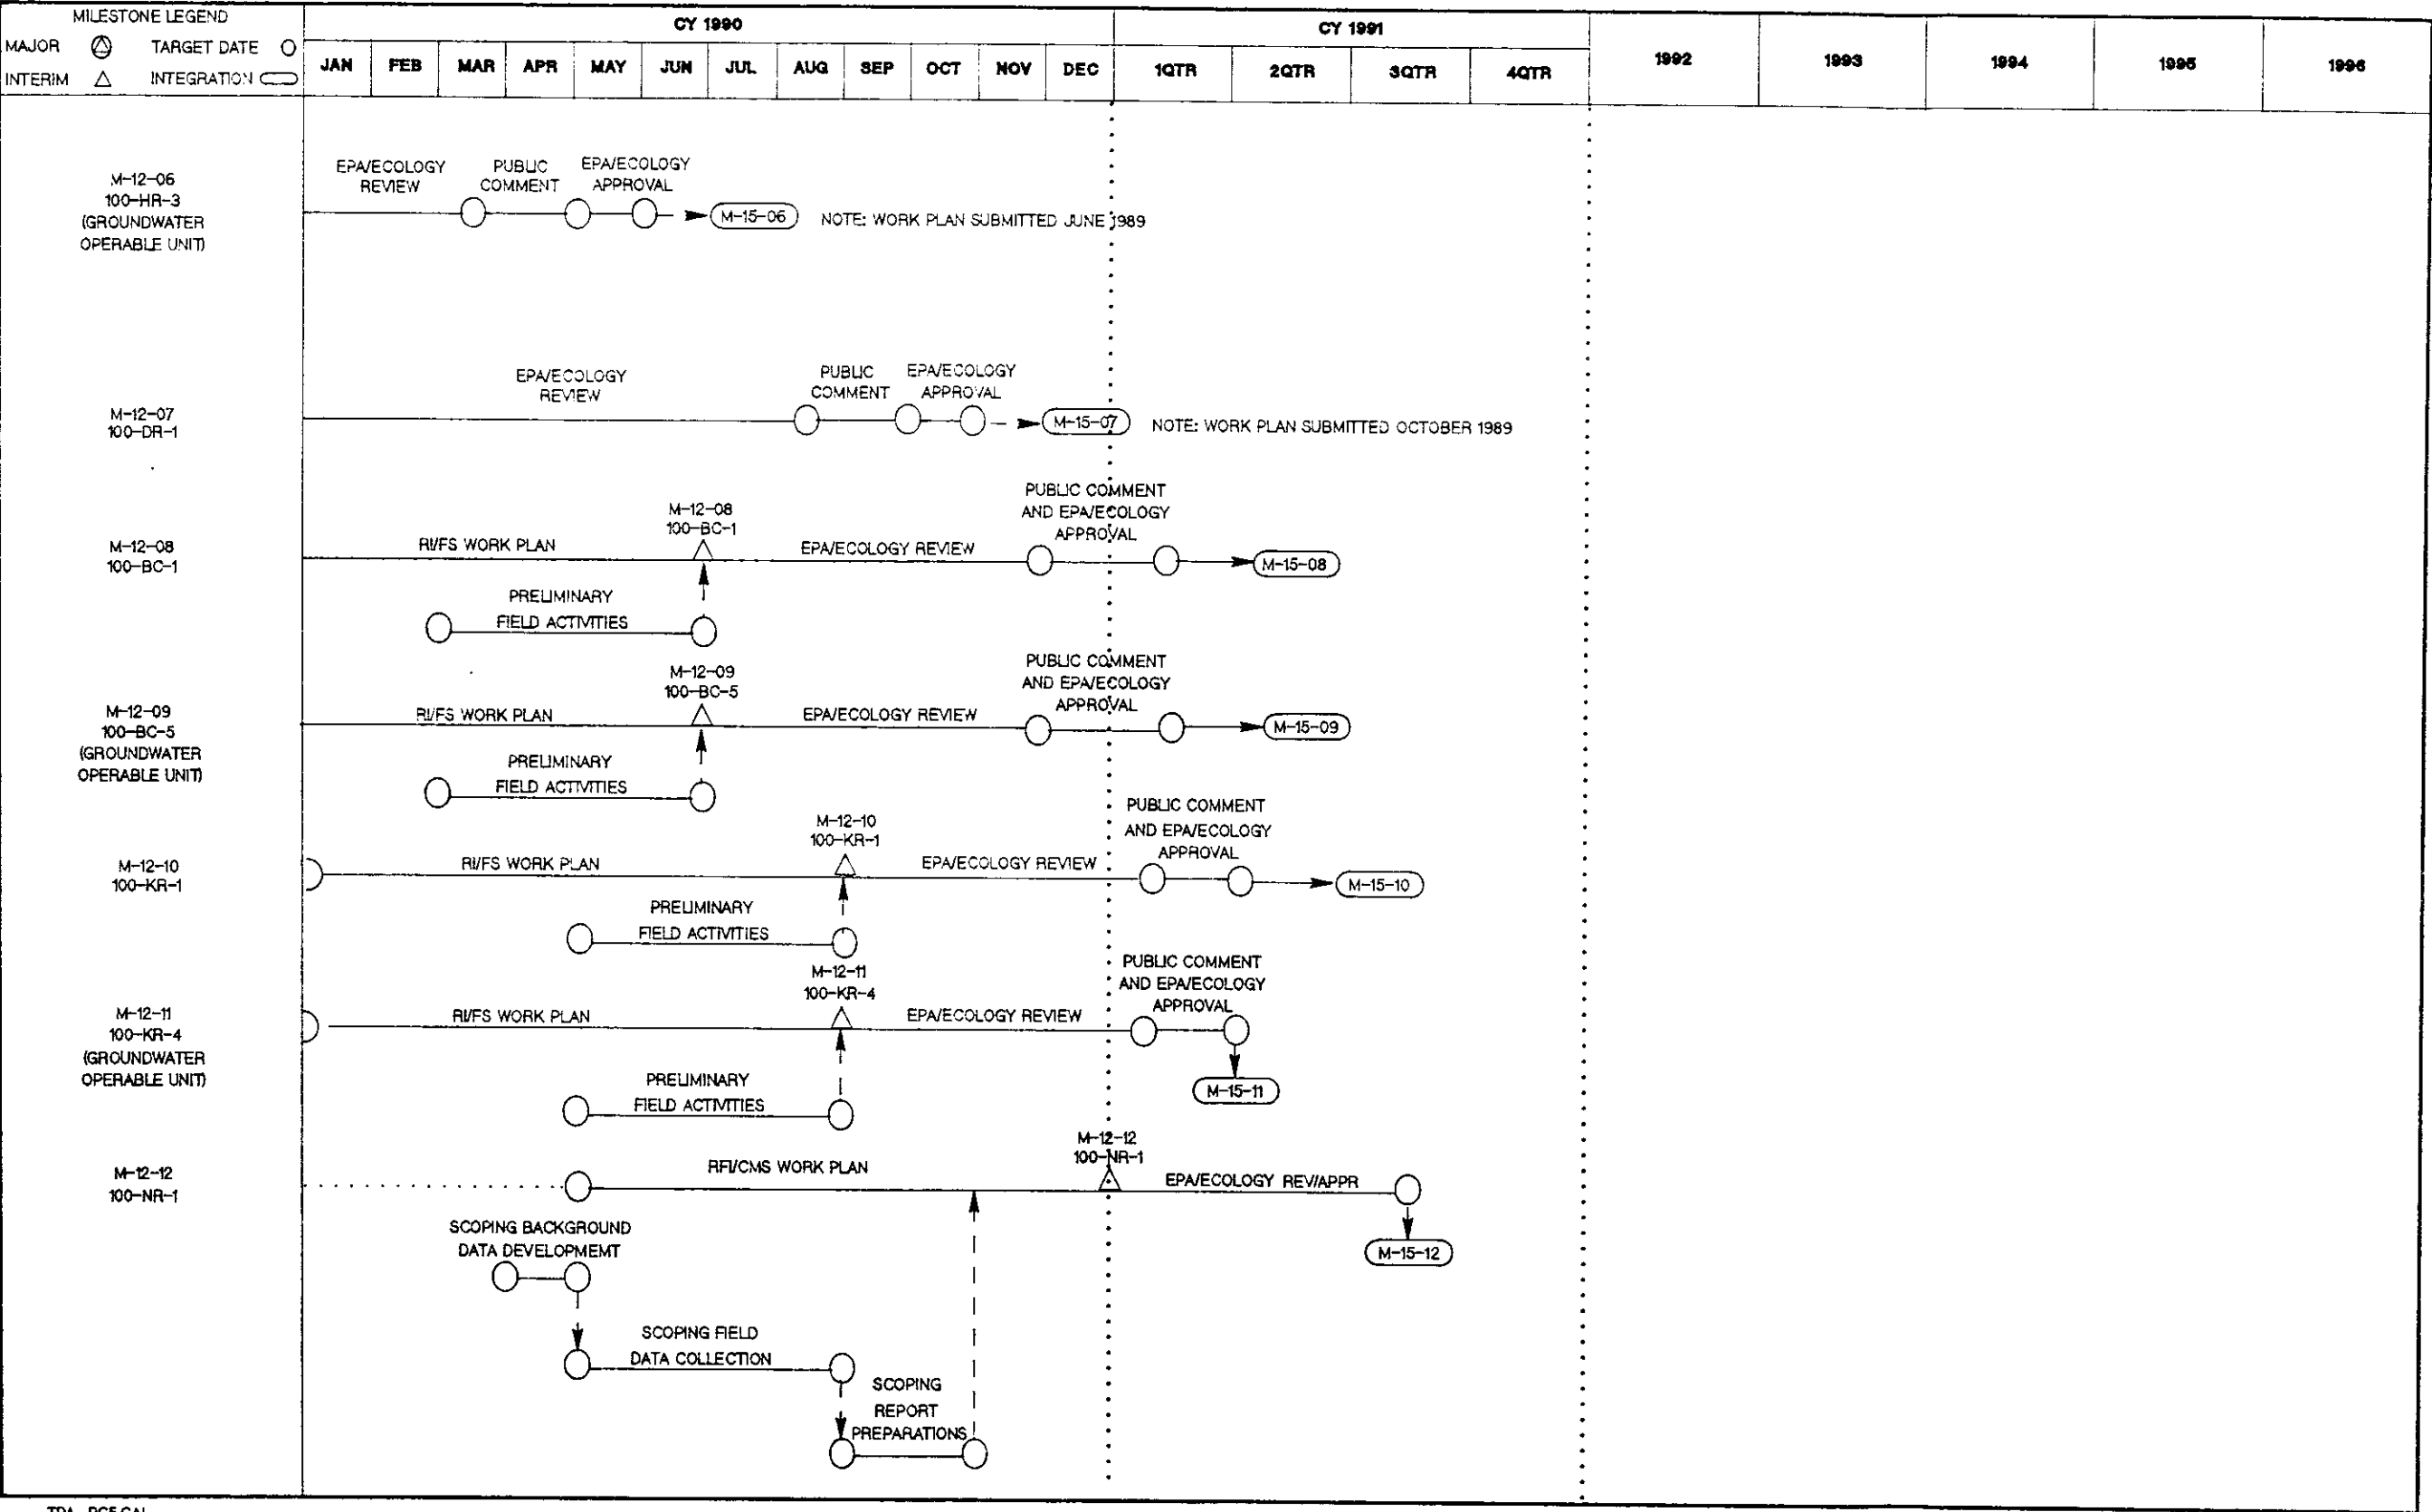 MILESTONE LEGEND
MAJOR TARGET DATE
INTERIM INTEGRATION
CY 1990
CY 1991
JAN FEB MAR APR MAY JUN JUL AUG SEP OCT NOV DEC
1QTR 2QTR 3QTR 4QTR
1992 1993 1994 1995 1996
M-12-06
100-HR-3
(GROUNDWATER
OPERABLE UNIT)
EPA/ECOLOGY
REVIEW
PUBLIC
COMMENT
EPA/ECOLOGY
APPROVAL
M-15-06
NOTE: WORK PLAN SUBMITTED JUNE 1989
M-12-07
100-DR-1
EPA/ECOLOGY
REVIEW
PUBLIC
COMMENT
EPA/ECOLOGY
APPROVAL
M-15-07
NOTE: WORK PLAN SUBMITTED OCTOBER 1989
M-12-08
100-BC-1
RI/FS WORK PLAN
M-12-08
100-BC-1
EPA/ECOLOGY REVIEW
PUBLIC COMMENT
AND EPA/ECOLOGY
APPROVAL
M-15-08
PRELIMINARY
FIELD ACTIVITIES
M-12-09
100-BC-5
(GROUNDWATER
OPERABLE UNIT)
RI/FS WORK PLAN
M-12-09
100-BC-5
EPA/ECOLOGY REVIEW
PUBLIC COMMENT
AND EPA/ECOLOGY
APPROVAL
M-15-09
PRELIMINARY
FIELD ACTIVITIES
M-12-10
100-KR-1
RI/FS WORK PLAN
M-12-10
100-KR-1
EPA/ECOLOGY REVIEW
PUBLIC COMMENT
AND EPA/ECOLOGY
APPROVAL
M-15-10
PRELIMINARY
FIELD ACTIVITIES
M-12-11
100-KR-4
(GROUNDWATER
OPERABLE UNIT)
RI/FS WORK PLAN
M-12-11
100-KR-4
EPA/ECOLOGY REVIEW
PUBLIC COMMENT
AND EPA/ECOLOGY
APPROVAL
M-15-11
PRELIMINARY
FIELD ACTIVITIES
M-12-12
100-NR-1
RFI/CMS WORK PLAN
M-12-12
100-NR-1
EPA/ECOLOGY REV/APPR
M-15-12
SCOPING BACKGROUND
DATA DEVELOPMEMT
SCOPING FIELD
DATA COLLECTION
SCOPING
REPORT
PREPARATIONS